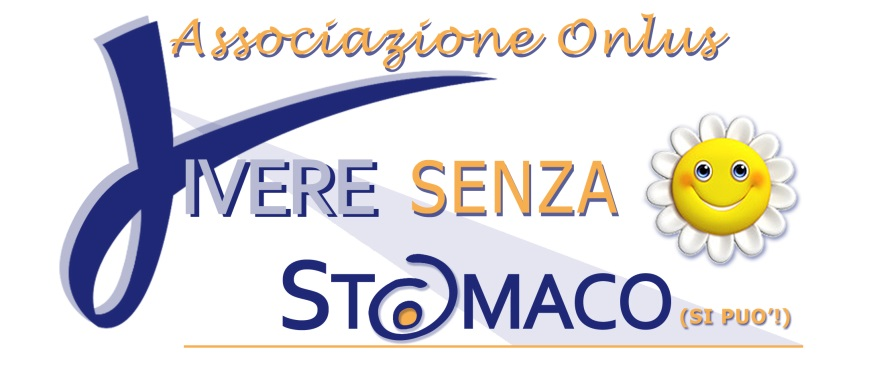 Associazione Onlus
VIVERE SENZA
STOMACO (SI PUO'!)